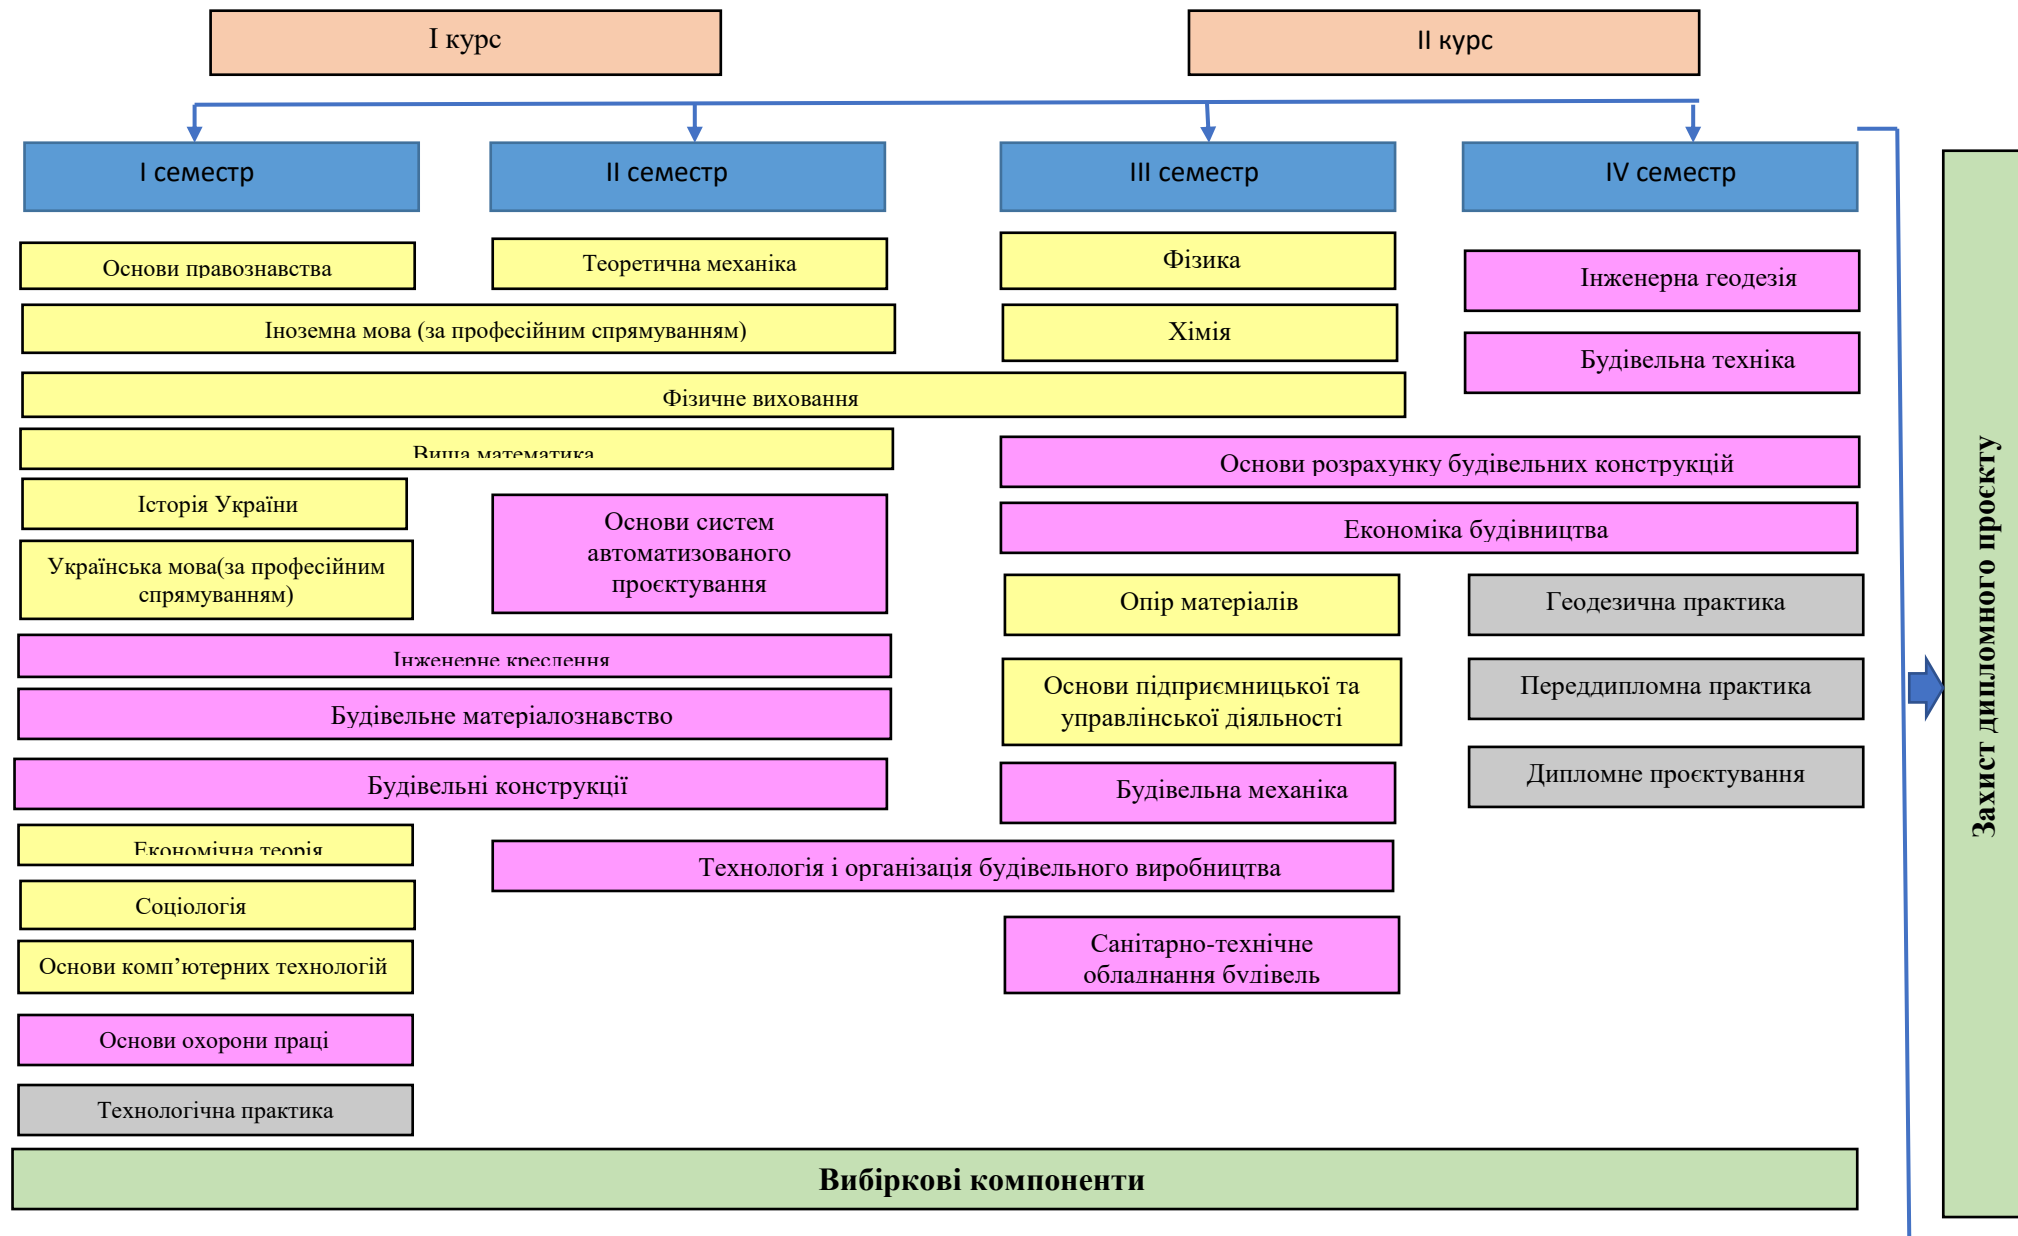 І курс
ІІ курс
І семестр
ІІ семестр
ІІІ семестр
IV семестр
Основи правознавства
Теоретична механіка
Фізика
Інженерна геодезія
Іноземна мова (за професійним спрямуванням)
Хімія
Будівельна техніка
Фізичне виховання
Вища математика
Основи розрахунку будівельних конструкцій
Історія України
Основи систем
автоматизованого
проєктування
Економіка будівництва
Українська мова(за професійним
спрямуванням)
Опір матеріалів
Геодезична практика
Інженерне креслення
Основи підприємницької та
управлінської діяльності
Переддипломна практика
Будівельне матеріалознавство
Будівельні конструкції
Будівельна механіка
Дипломне проєктування
Економічна теорія
Технологія і організація будівельного виробництва
Соціологія
Санітарно-технічне
обладнання будівель
Основи комп’ютерних технологій
Основи охорони праці
Технологічна практика
Вибіркові компоненти
Захист дипломного проєкту